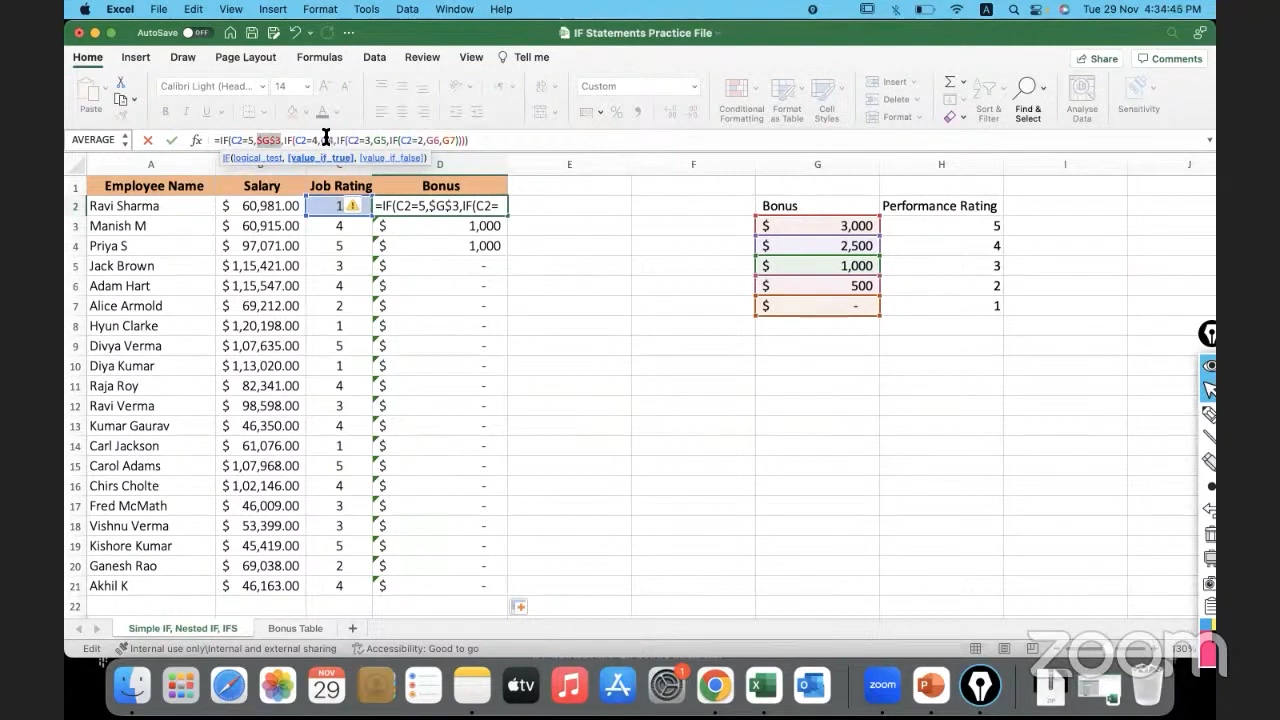 Excel File Edit View Insert Format Tools Data Window Help A Tue 29 Nov 4:34:45 PM
AutoSave OFF IF Statements Practice File
Home Insert Draw Page Layout Formulas Data Review View Tell me Share Comments
Paste Calibri Light (Head... 14 Custom Conditional Formatting Format as Table Cell Styles Insert Delete Format Sort & Filter Find & Select Analyse Data Sensitivity
AVERAGE fx =IF(C2=5,$G$3,IF(C2=4, 4,IF(C2=3,G5,IF(C2=2,G6,G7))))
IF(logical_test, [value_if_true], [value_if_false])
A D E F G H I J
1 Employee Name Salary Job Rating Bonus
2 Ravi Sharma $ 60,981.00 1 =IF(C2=5,$G$3,IF(C2= Bonus Performance Rating
3 Manish M $ 60,915.00 4 $ 1,000 $ 3,000 5
4 Priya S $ 97,071.00 5 $ 1,000 $ 2,500 4
5 Jack Brown $ 1,15,421.00 3 $ - $ 1,000 3
6 Adam Hart $ 1,15,547.00 4 $ - $ 500 2
7 Alice Armold $ 69,212.00 2 $ - $ - 1
8 Hyun Clarke $ 1,20,198.00 1 $ -
9 Divya Verma $ 1,07,635.00 5 $ -
10 Diya Kumar $ 1,13,020.00 1 $ -
11 Raja Roy $ 82,341.00 4 $ -
12 Ravi Verma $ 98,598.00 3 $ -
13 Kumar Gaurav $ 46,350.00 4 $ -
14 Carl Jackson $ 61,076.00 1 $ -
15 Carol Adams $ 1,07,968.00 5 $ -
16 Chirs Cholte $ 1,02,146.00 4 $ -
17 Fred McMath $ 46,009.00 3 $ -
18 Vishnu Verma $ 53,399.00 3 $ -
19 Kishore Kumar $ 45,419.00 5 $ -
20 Ganesh Rao $ 69,038.00 2 $ -
21 Akhil K $ 46,163.00 4 $ -
22
Simple IF, Nested IF, IFS Bonus Table
Edit Internal use only\Internal and external sharing Accessibility: Good to go 30%
zoom
NOV 29 tv 1 zoom P X O ZIP